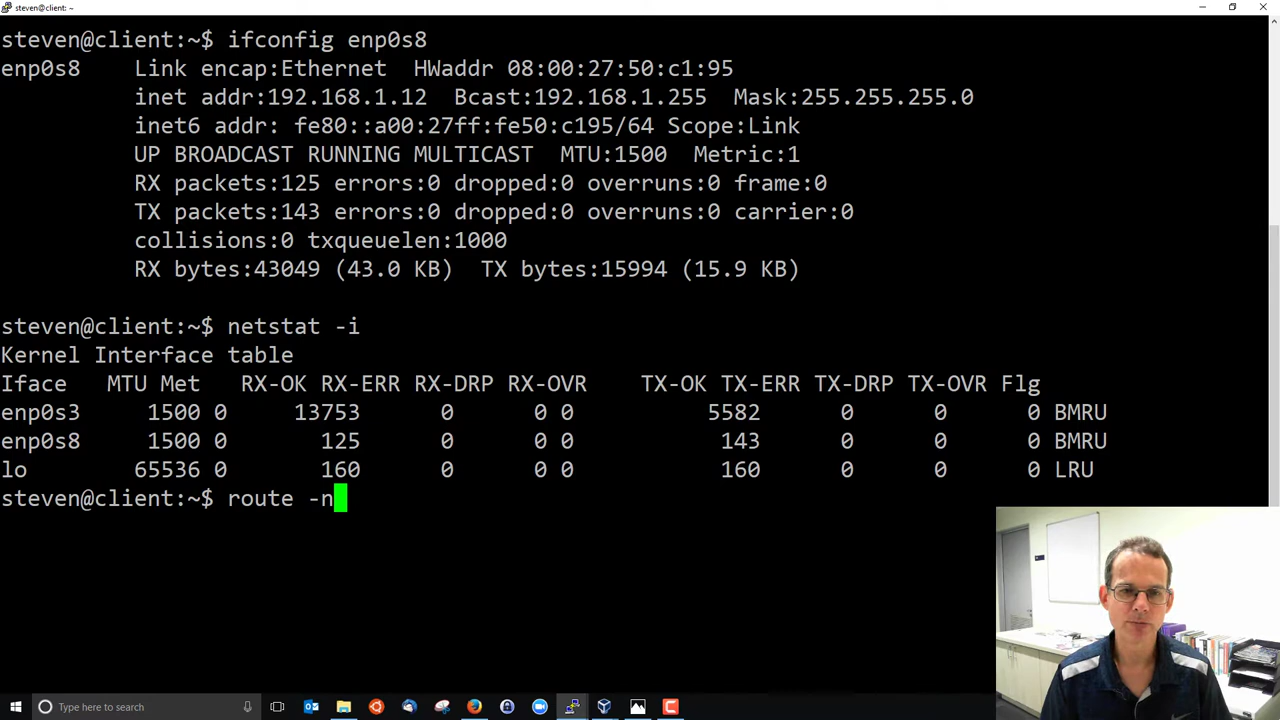 steven@client: ~
steven@client:~$ ifconfig enp0s8
enp0s8    Link encap:Ethernet  HWaddr 08:00:27:50:c1:95
          inet addr:192.168.1.12  Bcast:192.168.1.255  Mask:255.255.255.0
          inet6 addr: fe80::a00:27ff:fe50:c195/64 Scope:Link
          UP BROADCAST RUNNING MULTICAST  MTU:1500  Metric:1
          RX packets:125 errors:0 dropped:0 overruns:0 frame:0
          TX packets:143 errors:0 dropped:0 overruns:0 carrier:0
          collisions:0 txqueuelen:1000
          RX bytes:43049 (43.0 KB)  TX bytes:15994 (15.9 KB)
steven@client:~$ netstat -i
Kernel Interface table
Iface   MTU Met   RX-OK RX-ERR RX-DRP RX-OVR    TX-OK TX-ERR TX-DRP TX-OVR Flg
enp0s3     1500 0     13753      0      0 0          5582      0      0      0 BMRU
enp0s8     1500 0       125      0      0 0           143      0      0      0 BMRU
lo        65536 0       160      0      0 0           160      0      0      0 LRU
steven@client:~$ route -n
Type here to search